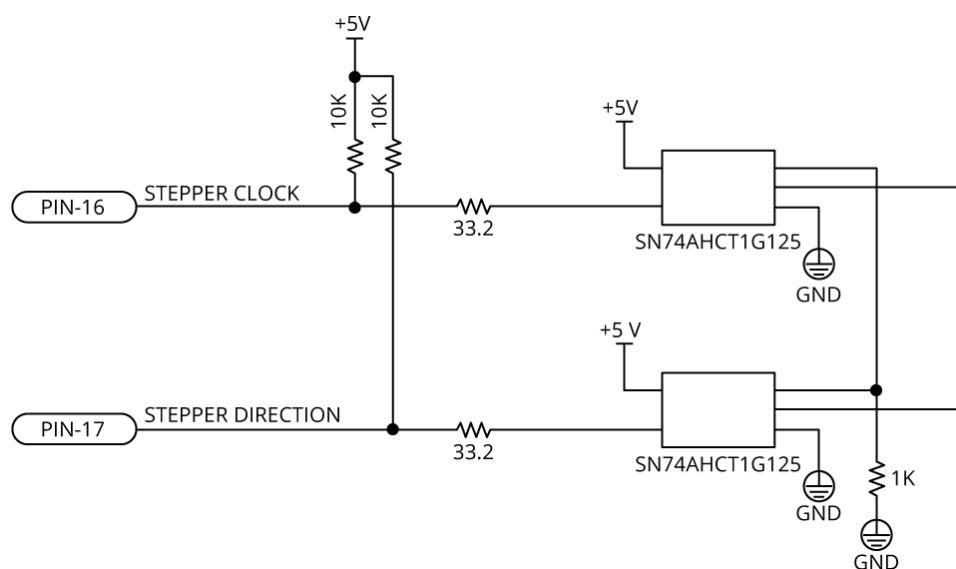 +5V
10K
10K
+5V
STEPPER CLOCK
PIN-16
33.2
SN74AHCT1G125
GND
+5 V
STEPPER DIRECTION
PIN-17
33.2
SN74AHCT1G125
1K
GND
GND